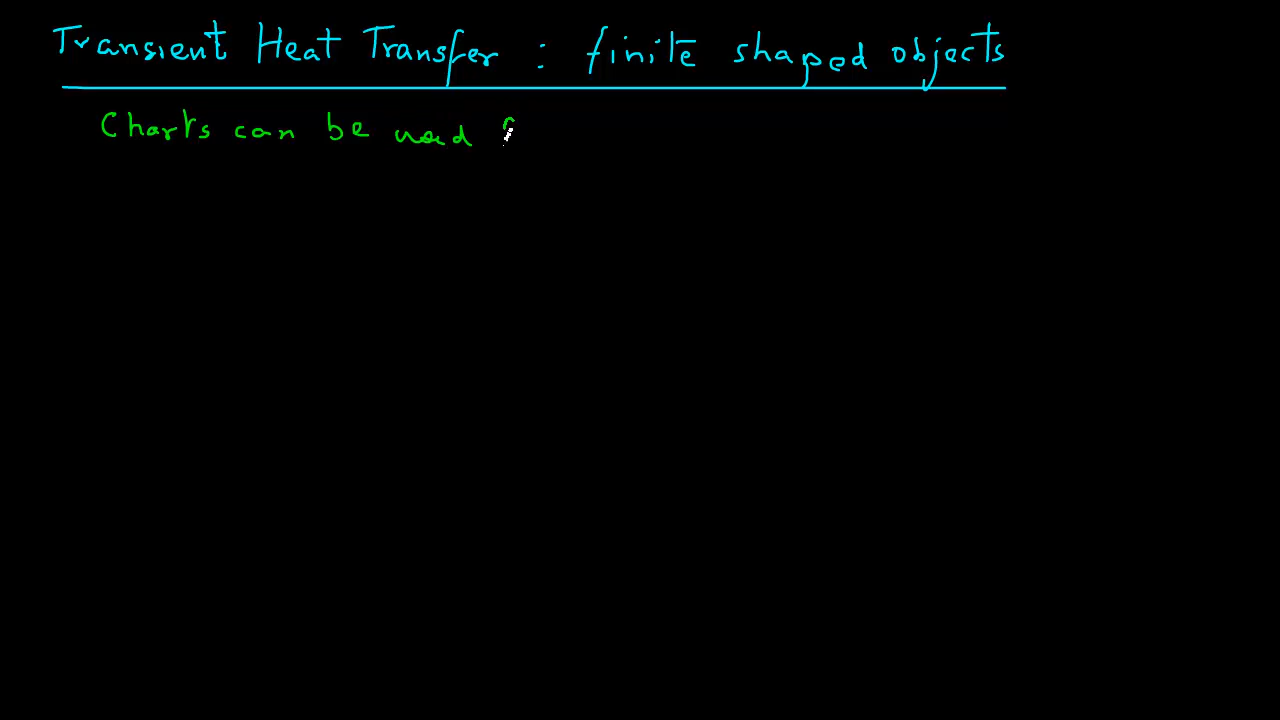 Transient Heat Transfer : finite shaped objects
Charts can be used